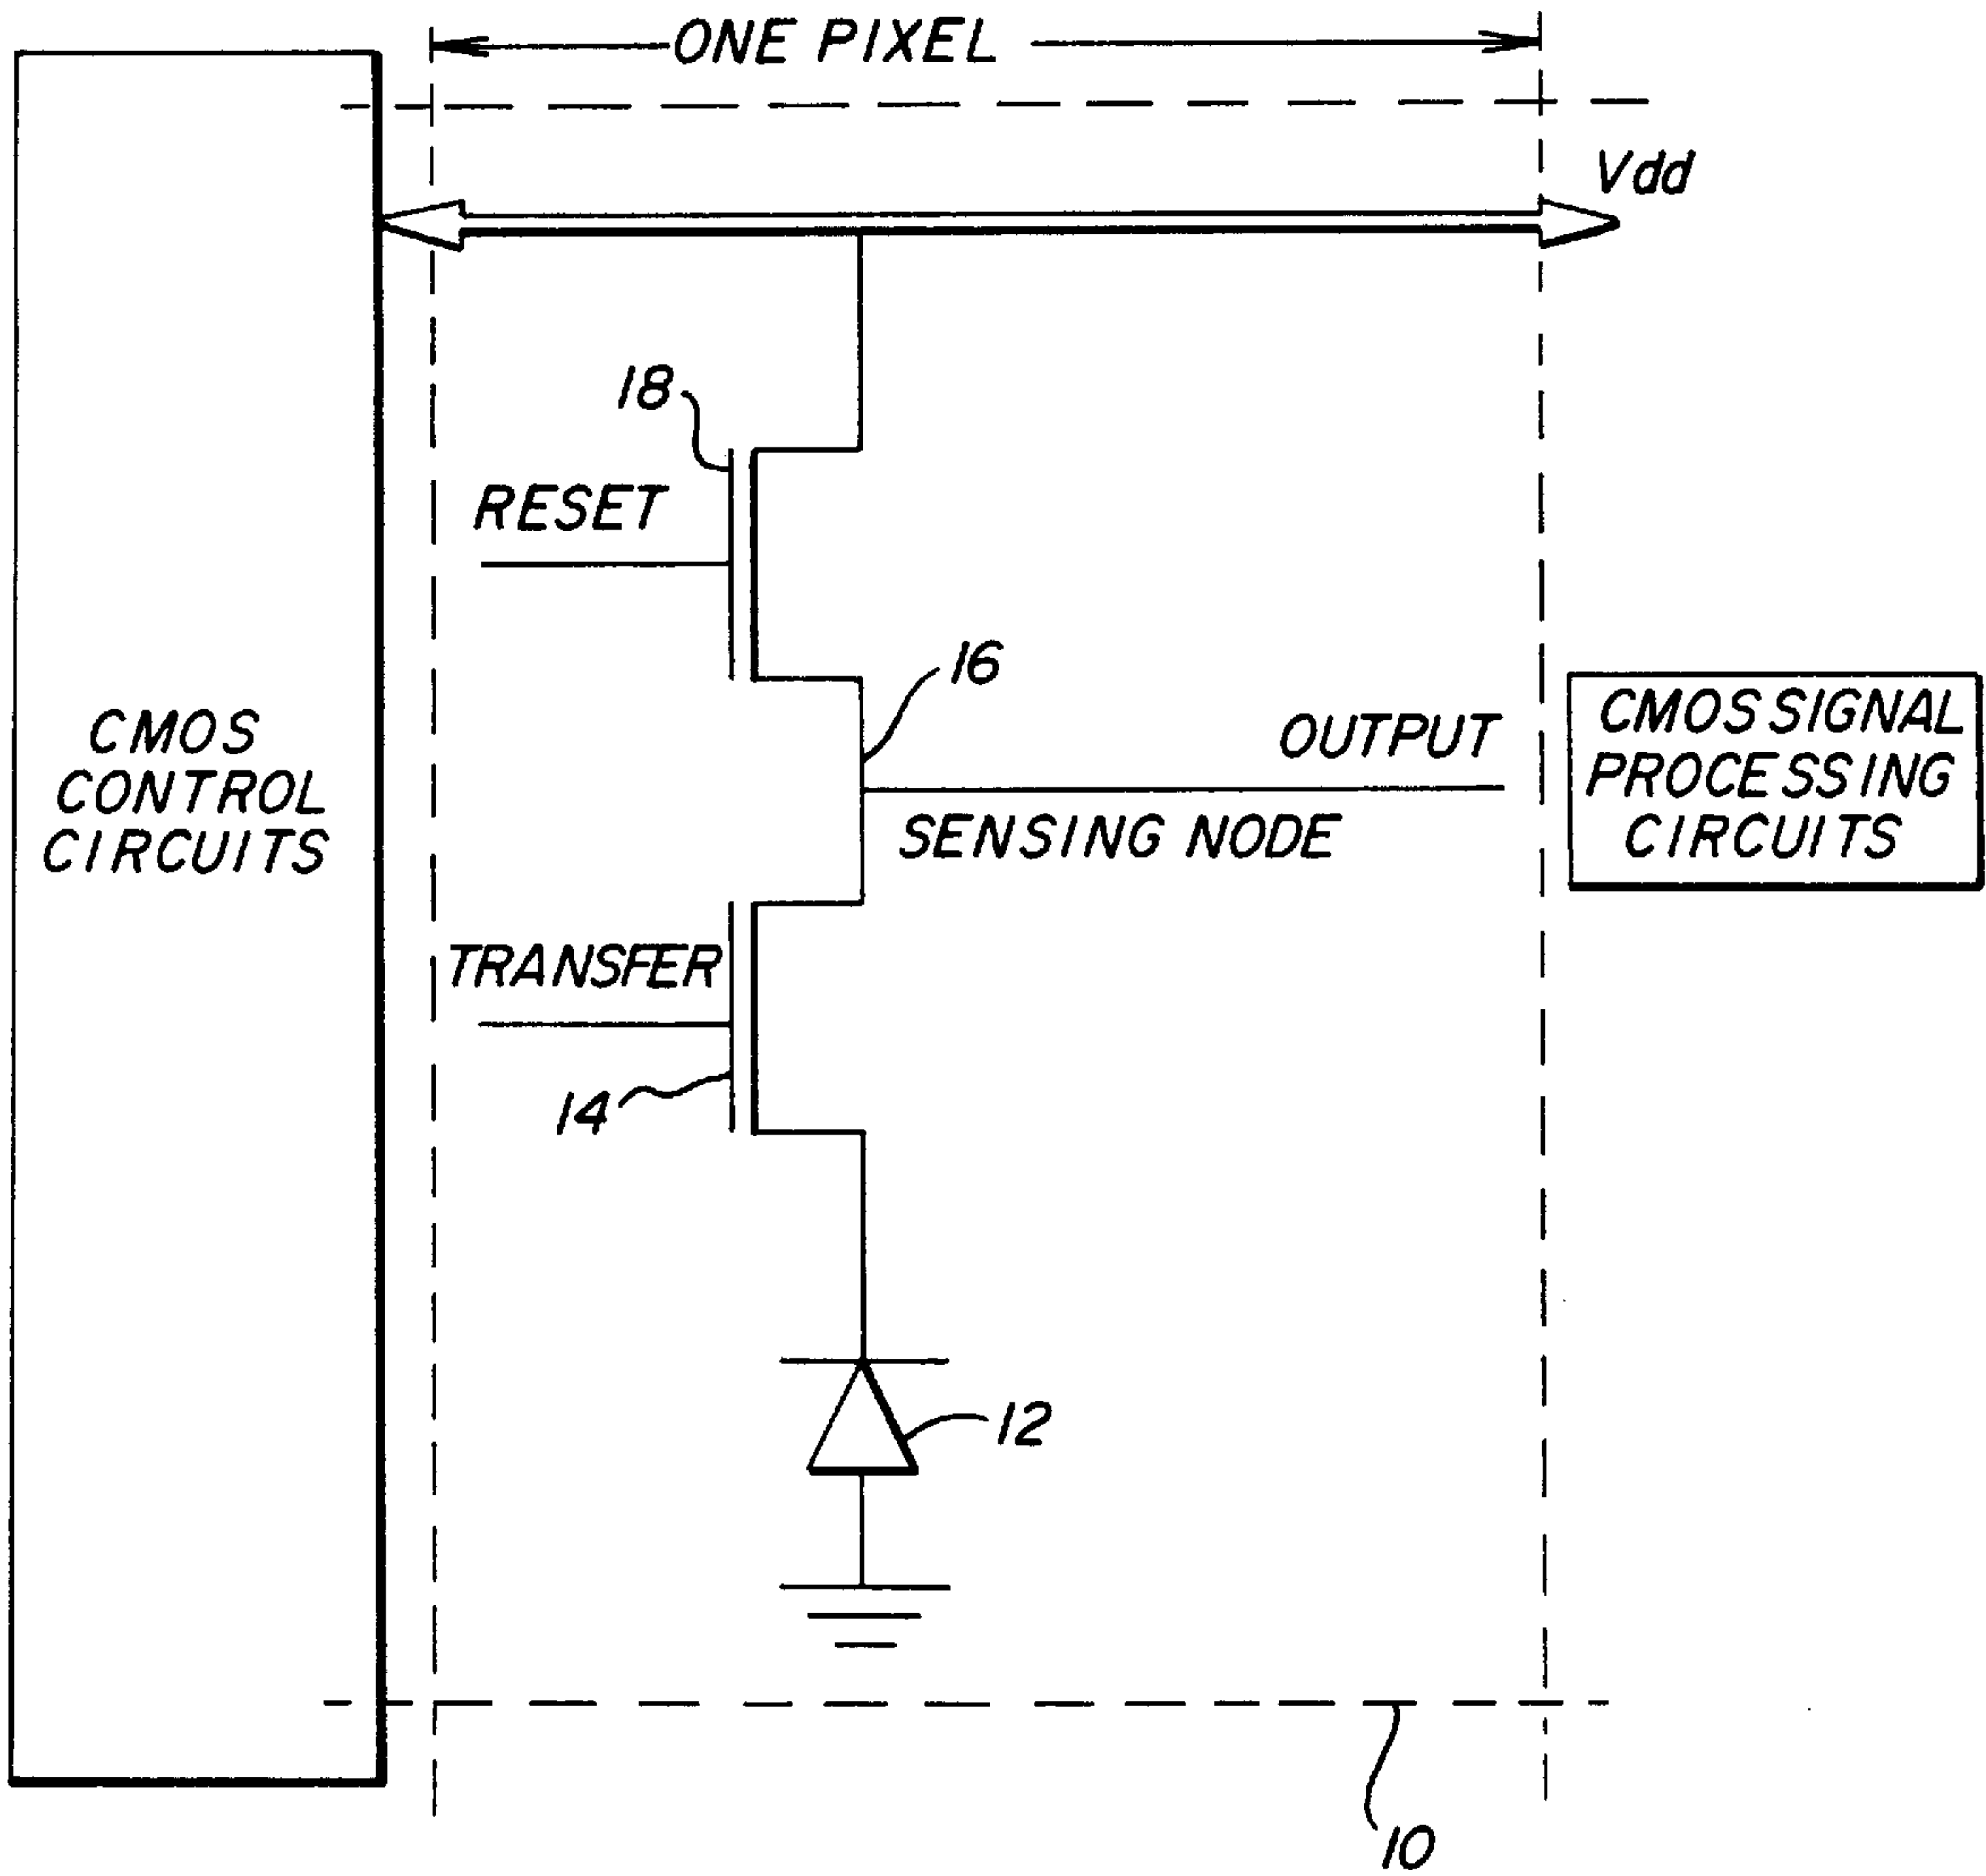 ONE PIXEL
Vdd
18
RESET
16
OUTPUT
SENSING NODE
CMOS
CONTROL
CIRCUITS
CMOS SIGNAL
PROCESSING
CIRCUITS
TRANSFER
14
12
10